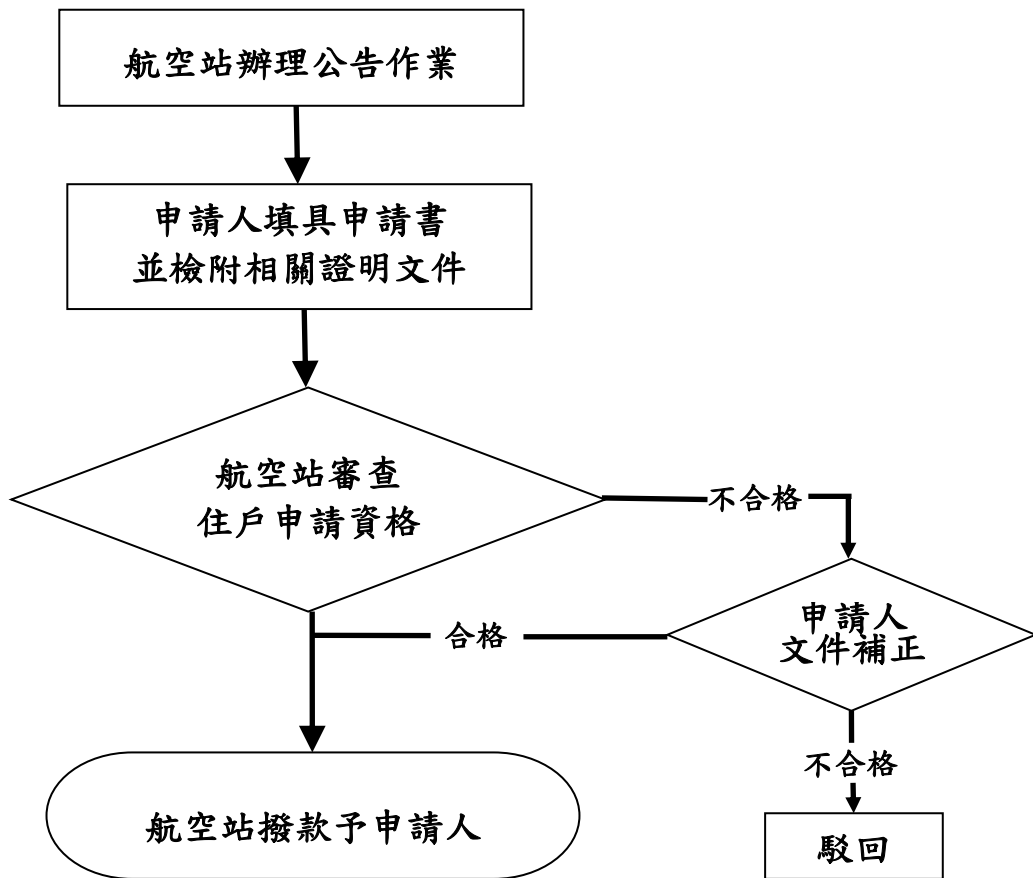 航空站辦理公告作業
申請人填具申請書
並檢附相關證明文件
航空站審查
住戶申請資格
不合格
申請人
文件補正
合格
不合格
航空站撥款予申請人
駁回